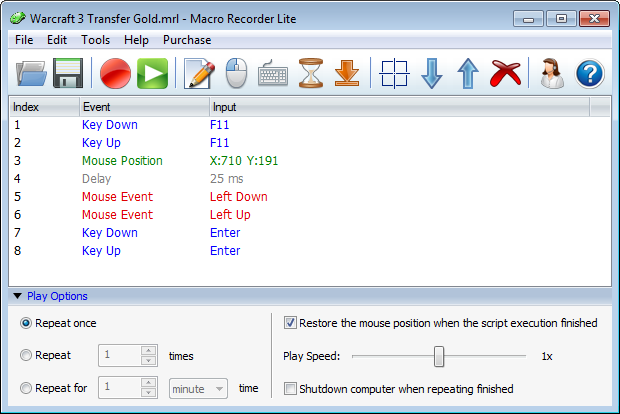 Warcraft 3 Transfer Gold.mrl - Macro Recorder Lite
File Edit Tools Help Purchase
?
Index Event Input
1 Key Down F11
2 Key Up F11
3 Mouse Position X:710 Y:191
4 Delay 25 ms
5 Mouse Event Left Down
6 Mouse Event Left Up
7 Key Down Enter
8 Key Up Enter
Play Options
Repeat once
Restore the mouse position when the script execution finished
Repeat 1 times
Play Speed: 1x
Repeat for 1 minute time
Shutdown computer when repeating finished